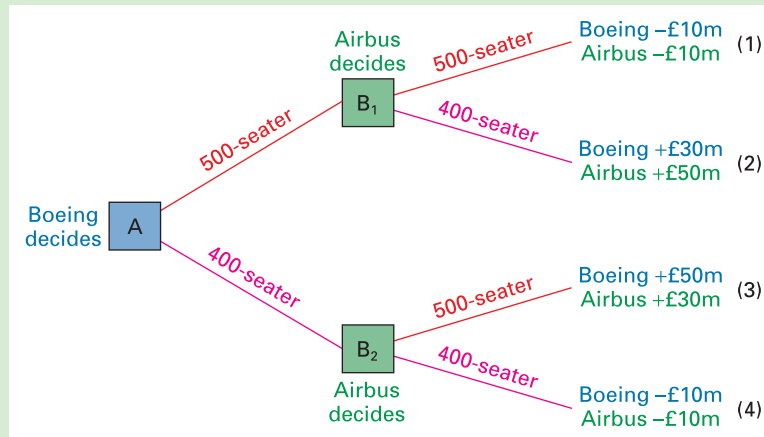 Boeing
decides
A
500-seater
400-seater
Airbus
decides
B₁
500-seater
Boeing –£10m
Airbus –£10m
(1)
400-seater
Boeing +£30m
Airbus +£50m
(2)
B₂
Airbus
decides
500-seater
Boeing +£50m
Airbus +£30m
(3)
400-seater
Boeing –£10m
Airbus –£10m
(4)